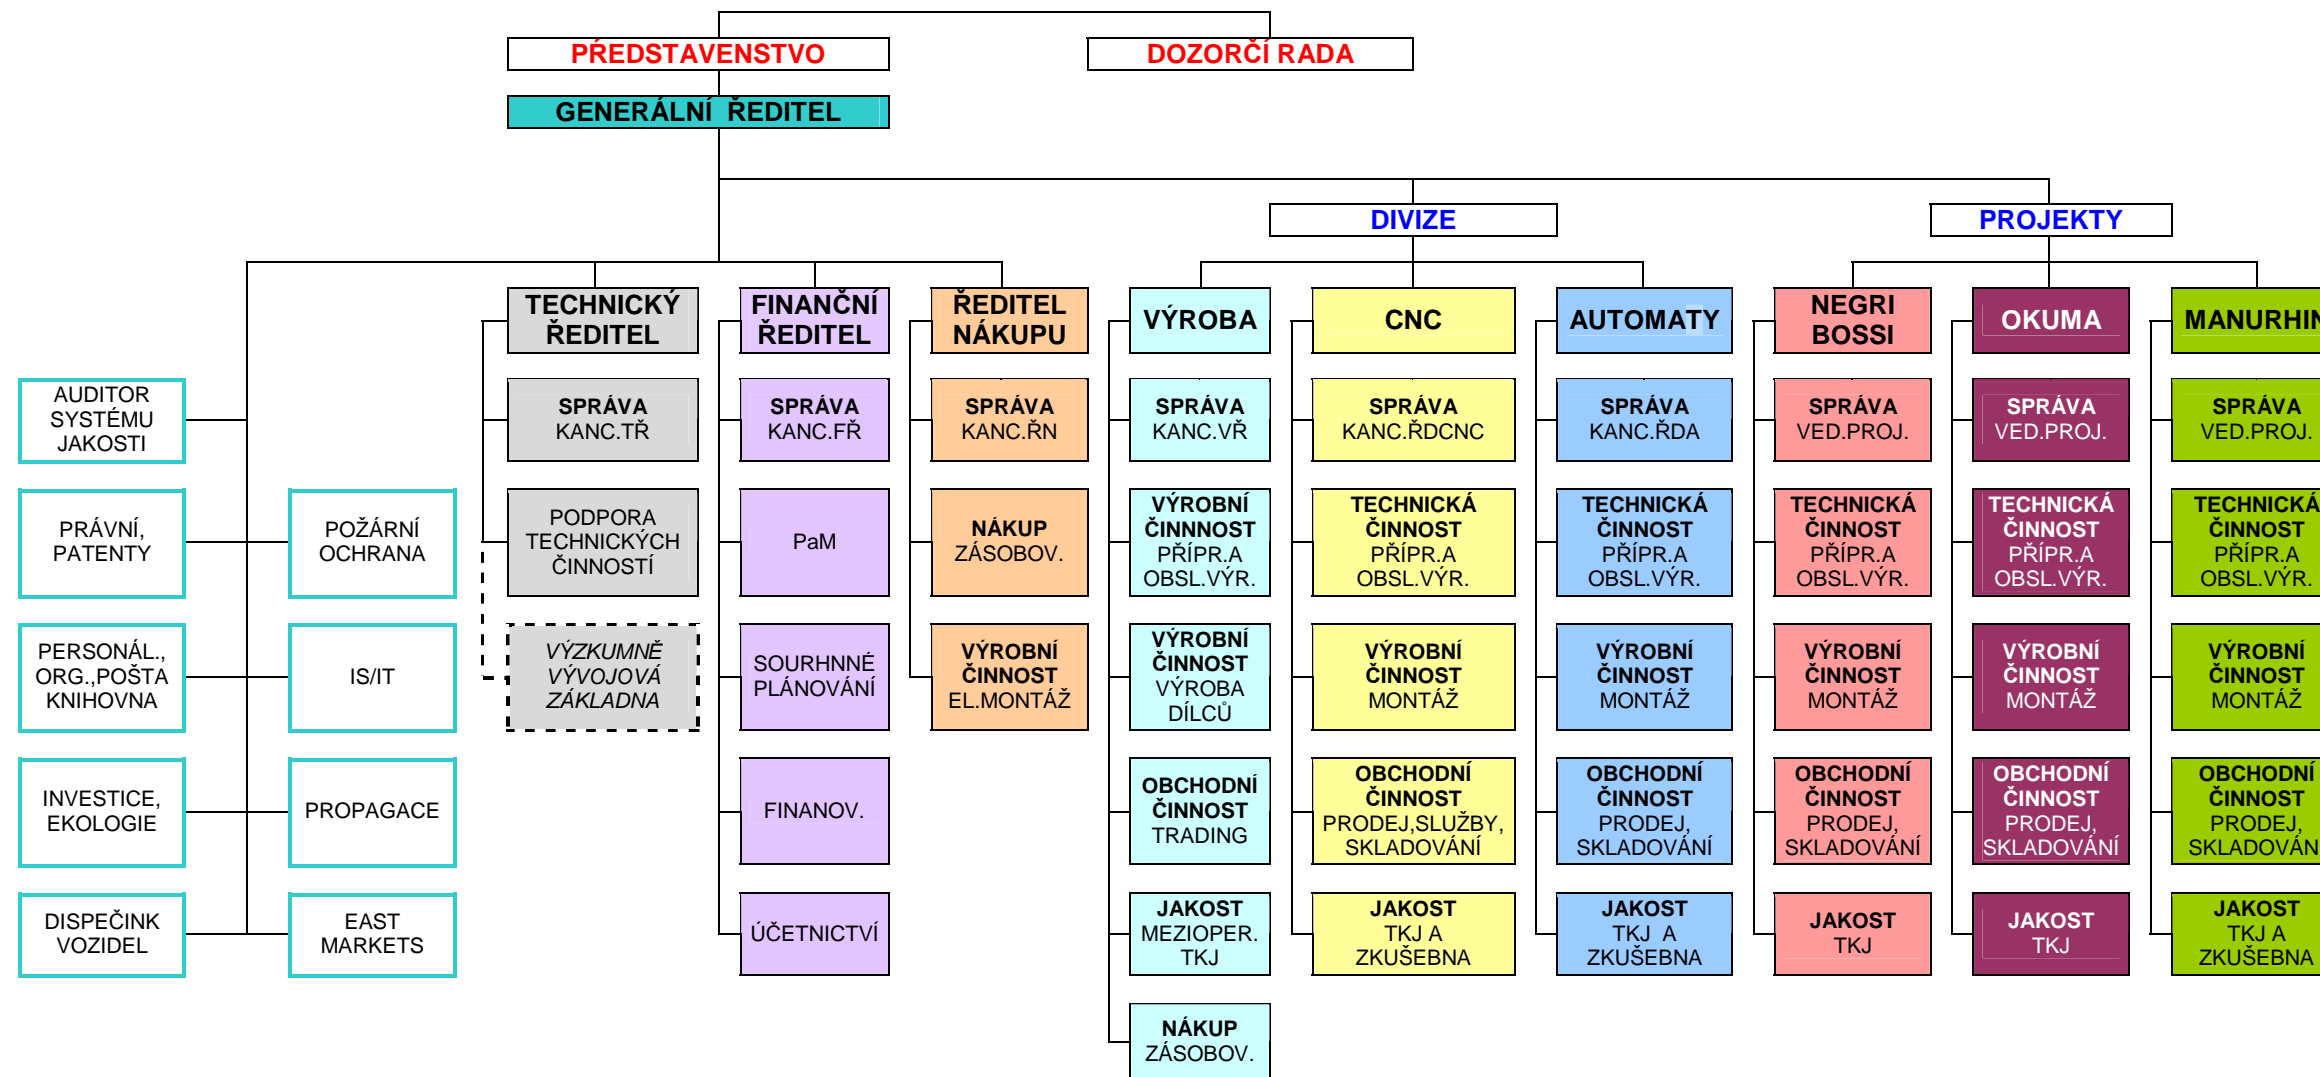 PŘEDSTAVENSTVO
DOZORČÍ RADA
GENERÁLNÍ ŘEDITEL
DIVIZE
PROJEKTY
TECHNICKÝ
ŘEDITEL
FINANČNÍ
ŘEDITEL
ŘEDITEL
NÁKUPU
VÝROBA
CNC
AUTOMATY
NEGRI
BOSSI
OKUMA
MANURHIN
AUDITOR
SYSTÉMU
JAKOSTI
SPRÁVA
KANC.TŘ
SPRÁVA
KANC.FŘ
SPRÁVA
KANC.ŘN
SPRÁVA
KANC.VŘ
SPRÁVA
KANC.ŘDCNC
SPRÁVA
KANC.ŘDA
SPRÁVA
VED.PROJ.
SPRÁVA
VED.PROJ.
SPRÁVA
VED.PROJ.
PRÁVNÍ,
PATENTY
POŽÁRNÍ
OCHRANA
PODPORA
TECHNICKÝCH
ČINNOSTÍ
PaM
NÁKUP
ZÁSOBOV.
VÝROBNÍ
ČINNNOST
PŘÍPR.A
OBSL.VÝR.
TECHNICKÁ
ČINNOST
PŘÍPR.A
OBSL.VÝR.
TECHNICKÁ
ČINNOST
PŘÍPR.A
OBSL.VÝR.
TECHNICKÁ
ČINNOST
PŘÍPR.A
OBSL.VÝR.
TECHNICKÁ
ČINNOST
PŘÍPR.A
OBSL.VÝR.
TECHNICKÁ
ČINNOST
PŘÍPR.A
OBSL.VÝR.
PERSONÁL.,
ORG.,POŠTA
KNIHOVNA
IS/IT
VÝZKUMNĚ
VÝVOJOVÁ
ZÁKLADNA
SOURHNNÉ
PLÁNOVÁNÍ
VÝROBNÍ
ČINNOST
EL.MONTÁŽ
VÝROBNÍ
ČINNOST
VÝROBA
DÍLCŮ
VÝROBNÍ
ČINNOST
MONTÁŽ
VÝROBNÍ
ČINNOST
MONTÁŽ
VÝROBNÍ
ČINNOST
MONTÁŽ
VÝROBNÍ
ČINNOST
MONTÁŽ
VÝROBNÍ
ČINNOST
MONTÁŽ
INVESTICE,
EKOLOGIE
PROPAGACE
FINANOV.
OBCHODNÍ
ČINNOST
TRADING
OBCHODNÍ
ČINNOST
PRODEJ,SLUŽBY,
SKLADOVÁNÍ
OBCHODNÍ
ČINNOST
PRODEJ,
SKLADOVÁNÍ
OBCHODNÍ
ČINNOST
PRODEJ,
SKLADOVÁNÍ
OBCHODNÍ
ČINNOST
PRODEJ,
SKLADOVÁNÍ
OBCHODNÍ
ČINNOST
PRODEJ,
SKLADOVÁN
DISPEČINK
VOZIDEL
EAST
MARKETS
ÚČETNICTVÍ
JAKOST
MEZIOPER.
TKJ
JAKOST
TKJ A
ZKUŠEBNA
JAKOST
TKJ A
ZKUŠEBNA
JAKOST
TKJ
JAKOST
TKJ
JAKOST
TKJ A
ZKUŠEBNA
NÁKUP
ZÁSOBOV.